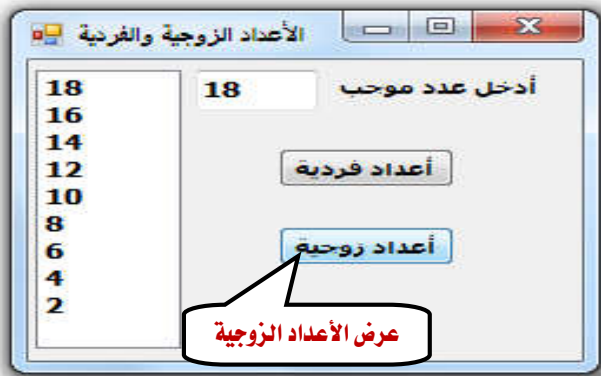 الأعداد الزوجية والفردية
أدخل عدد موجب
18
18
16
14
12
10
8
6
4
2
أعداد فردية
أعداد زوجية
عرض الأعداد الزوجية